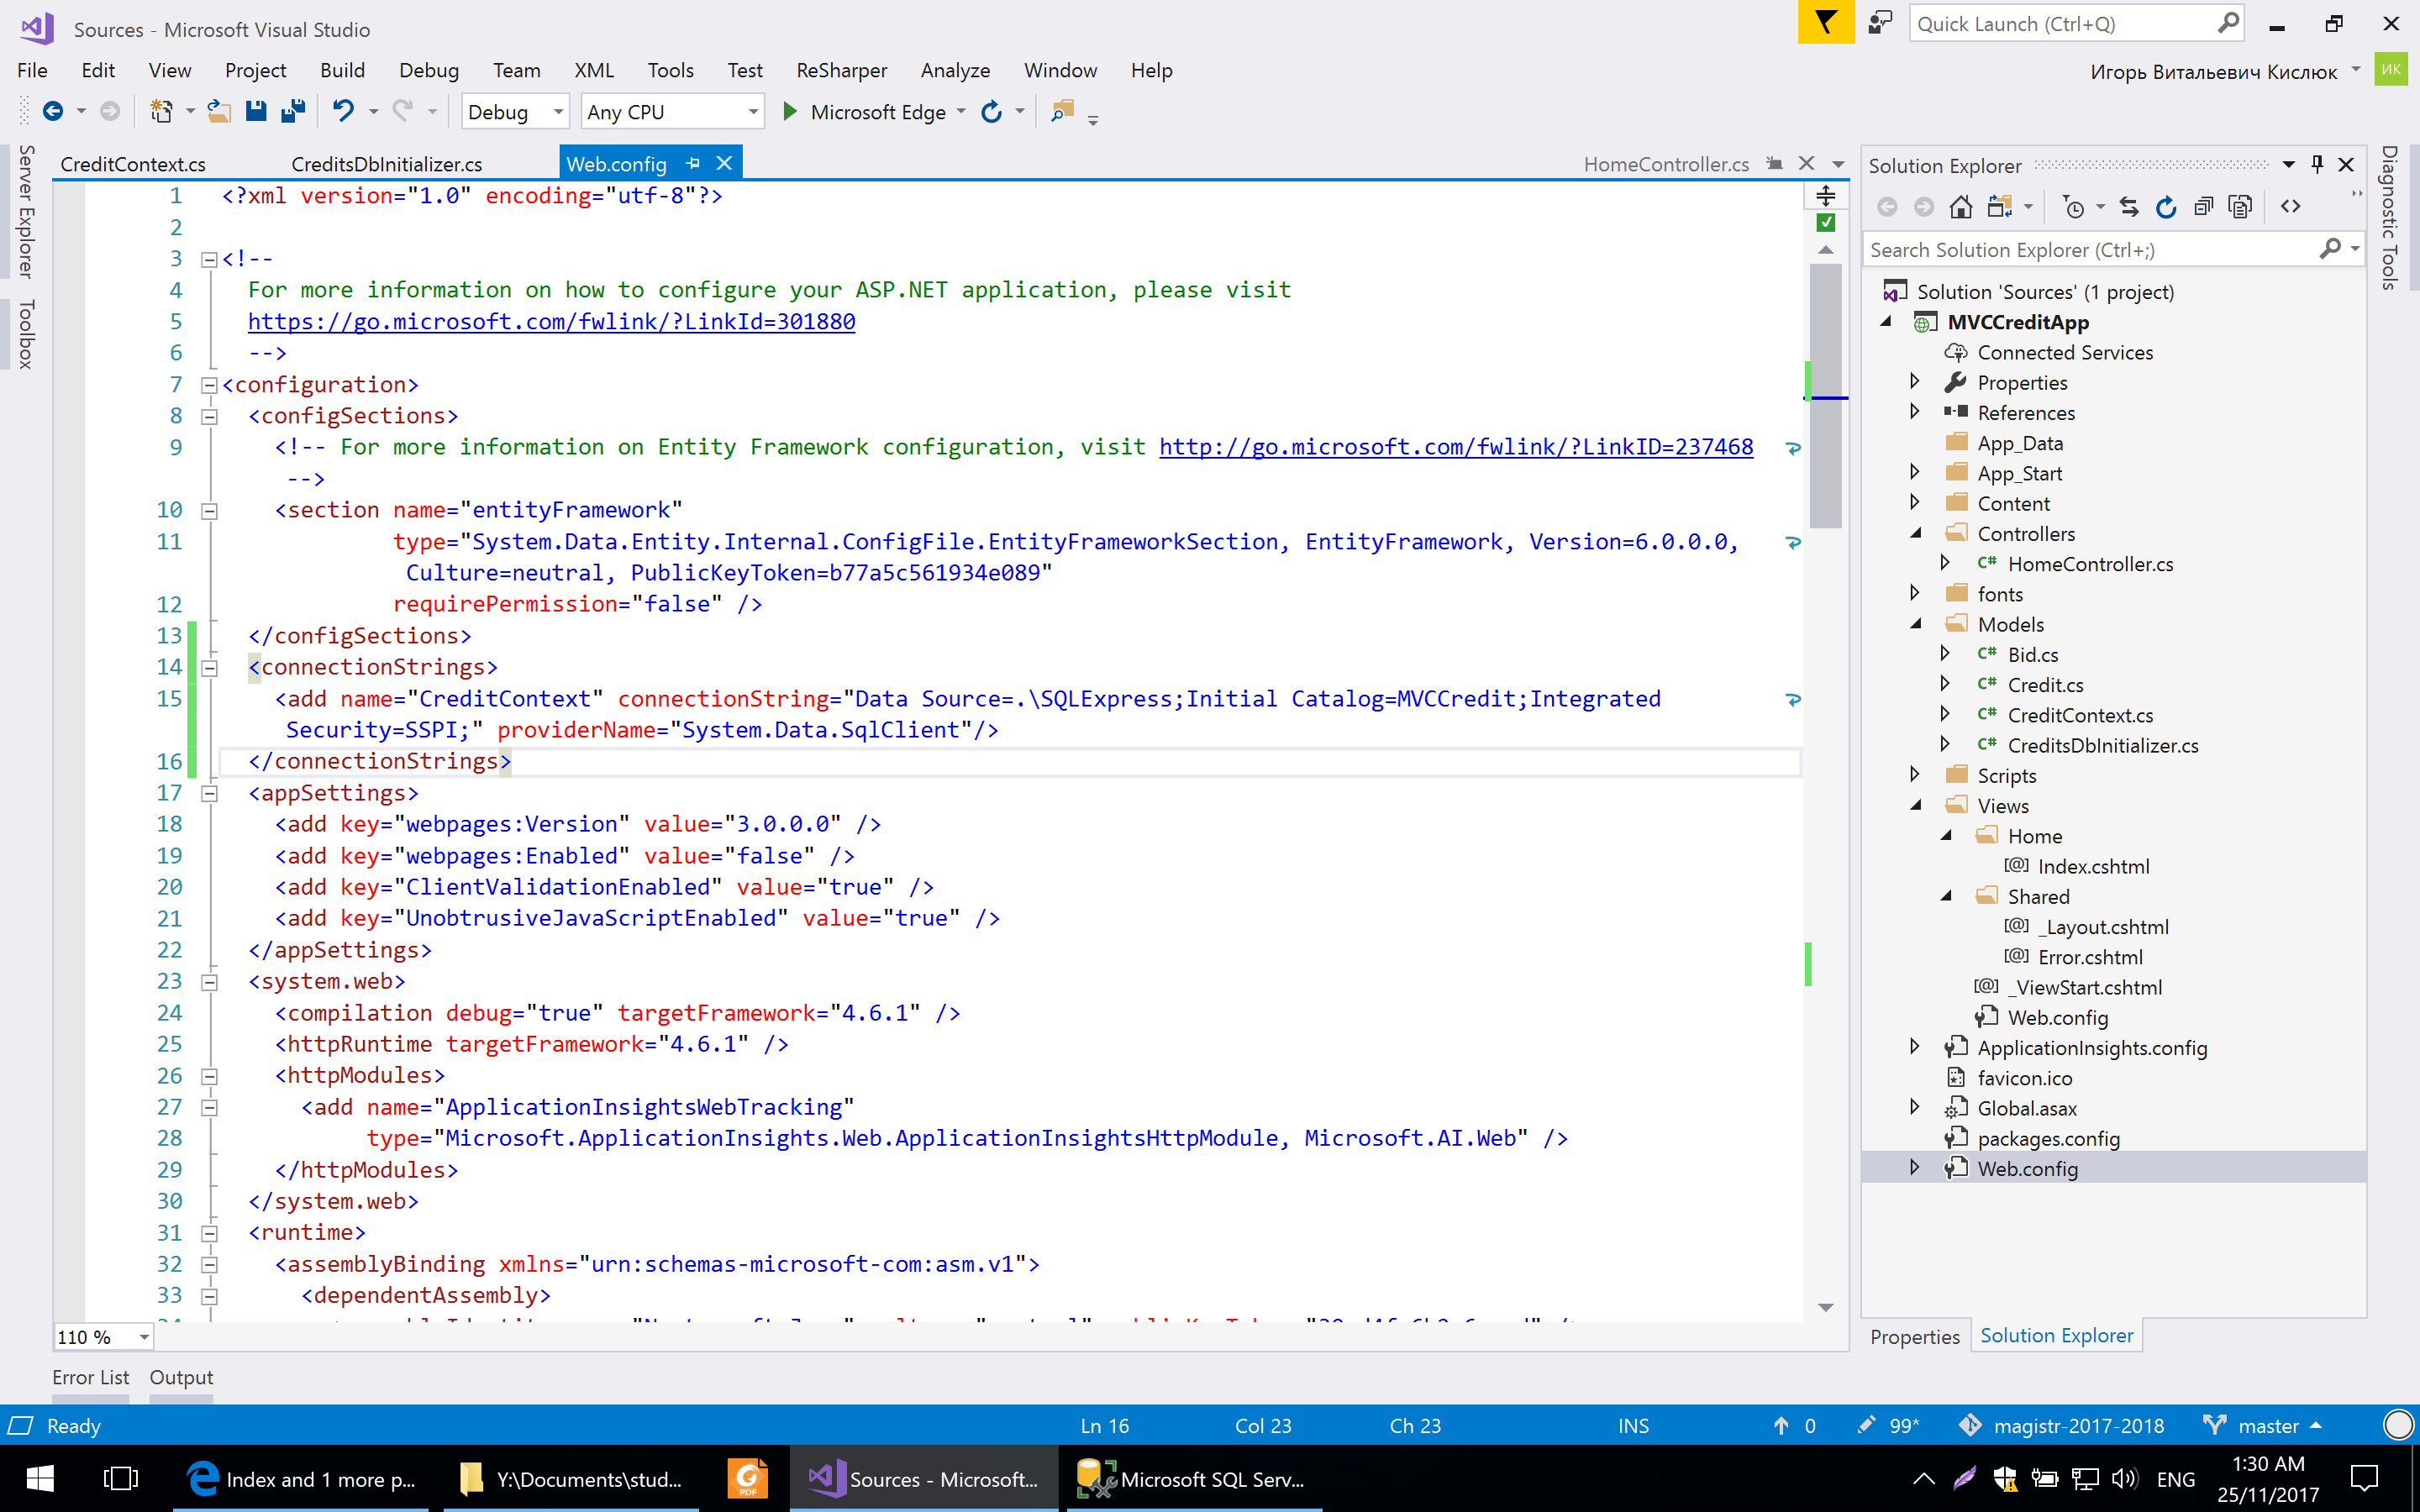 Sources - Microsoft Visual Studio
Quick Launch (Ctrl+Q)
File Edit View Project Build Debug Team XML Tools Test ReSharper Analyze Window Help
Игорь Витальевич Кислюк
ИК
Debug
Any CPU
Microsoft Edge
Server Explorer
Toolbox
CreditContext.cs
CreditsDbInitializer.cs
Web.config
HomeController.cs
1 <?xml version="1.0" encoding="utf-8"?>
2
3 <!--
4 For more information on how to configure your ASP.NET application, please visit
5 https://go.microsoft.com/fwlink/?LinkId=301880
6 -->
7 <configuration>
8 <configSections>
9 <!-- For more information on Entity Framework configuration, visit http://go.microsoft.com/fwlink/?LinkID=237468
-->
10 <section name="entityFramework"
11 type="System.Data.Entity.Internal.ConfigFile.EntityFrameworkSection, EntityFramework, Version=6.0.0.0,
Culture=neutral, PublicKeyToken=b77a5c561934e089"
12 requirePermission="false" />
13 </configSections>
14 <connectionStrings>
15 <add name="CreditContext" connectionString="Data Source=.\SQLExpress;Initial Catalog=MVCCredit;Integrated
Security=SSPI;" providerName="System.Data.SqlClient"/>
16 </connectionStrings>
17 <appSettings>
18 <add key="webpages:Version" value="3.0.0.0" />
19 <add key="webpages:Enabled" value="false" />
20 <add key="ClientValidationEnabled" value="true" />
21 <add key="UnobtrusiveJavaScriptEnabled" value="true" />
22 </appSettings>
23 <system.web>
24 <compilation debug="true" targetFramework="4.6.1" />
25 <httpRuntime targetFramework="4.6.1" />
26 <httpModules>
27 <add name="ApplicationInsightsWebTracking"
28 type="Microsoft.ApplicationInsights.Web.ApplicationInsightsHttpModule, Microsoft.AI.Web" />
29 </httpModules>
30 </system.web>
31 <runtime>
32 <assemblyBinding xmlns="urn:schemas-microsoft-com:asm.v1">
33 <dependentAssembly>
110 %
Error List
Output
Solution Explorer
Search Solution Explorer (Ctrl+;)
Solution 'Sources' (1 project)
MVCCreditApp
Connected Services
Properties
References
App_Data
App_Start
Content
Controllers
C# HomeController.cs
fonts
Models
C# Bid.cs
C# Credit.cs
C# CreditContext.cs
C# CreditsDbInitializer.cs
Scripts
Views
Home
[@] Index.cshtml
Shared
[@] _Layout.cshtml
[@] Error.cshtml
[@] _ViewStart.cshtml
Web.config
ApplicationInsights.config
favicon.ico
Global.asax
packages.config
Web.config
Properties
Solution Explorer
Diagnostic Tools
Ready
Ln 16
Col 23
Ch 23
INS
0
99*
magistr-2017-2018
master
Index and 1 more p...
Y:\Documents\stud...
PDF
Sources - Microsoft...
Microsoft SQL Serv...
ENG
1:30 AM
25/11/2017